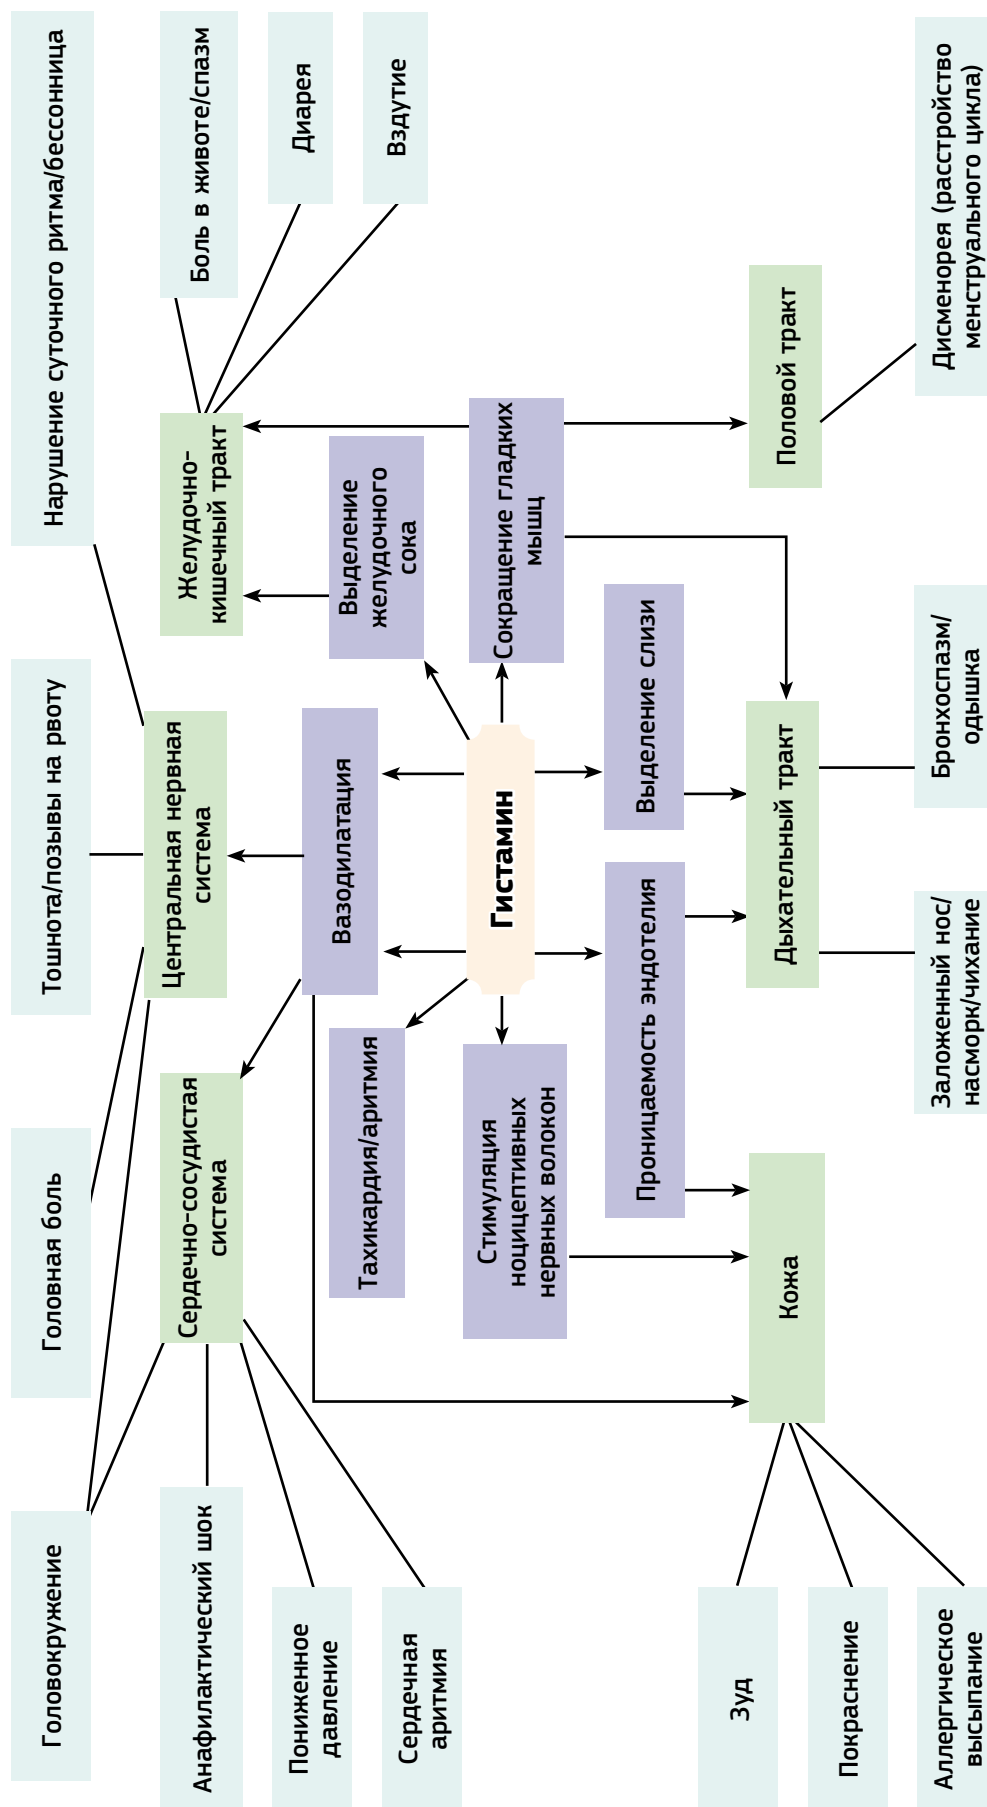 Головокружение
Головная боль
Тошнота/позывы на рвоту
Нарушение суточного ритма/бессонница
Анафилактический шок
Сердечно-сосудистая
система
Центральная нервная
система
Желудочно-
кишечный тракт
Боль в животе/спазм
Диарея
Вздутие
Пониженное
давление
Сердечная
аритмия
Тахикардия/аритмия
Вазодилатация
Выделение
желудочного
сока
Стимуляция
ноцицептивных
нервных волокон
Гистамин
Сокращение гладких
мышц
Проницаемость эндотелия
Выделение слизи
Зуд
Покраснение
Аллергическое
высыпание
Кожа
Дыхательный тракт
Половой тракт
Заложенный нос/
насморк/чихание
Бронхоспазм/
одышка
Дисменорея (расстройство
менструального цикла)